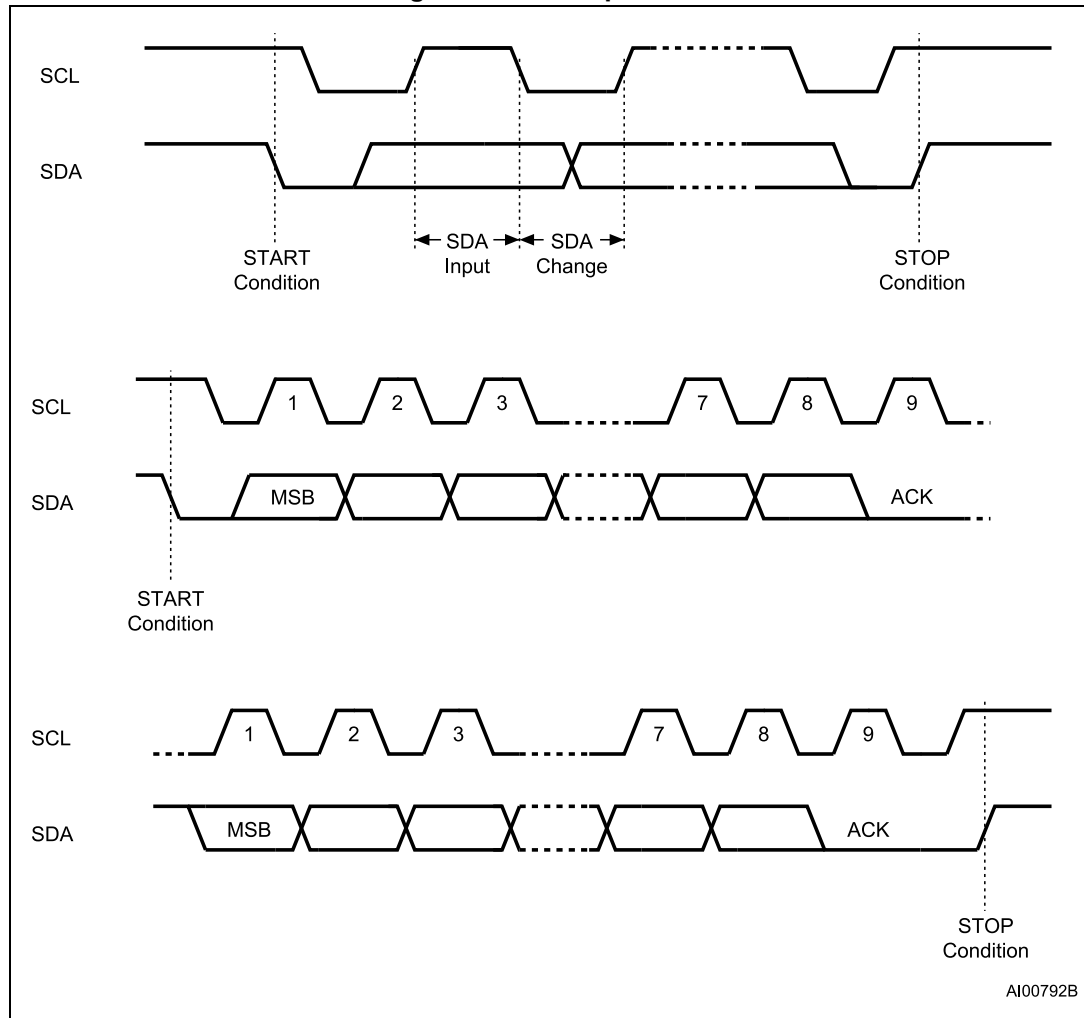 SCL
SDA
START
Condition
SDA
Input
SDA
Change
STOP
Condition
SCL
1 2 3 7 8 9
SDA
MSB ACK
START
Condition
SCL
1 2 3 7 8 9
SDA
MSB ACK
STOP
Condition
AI00792B